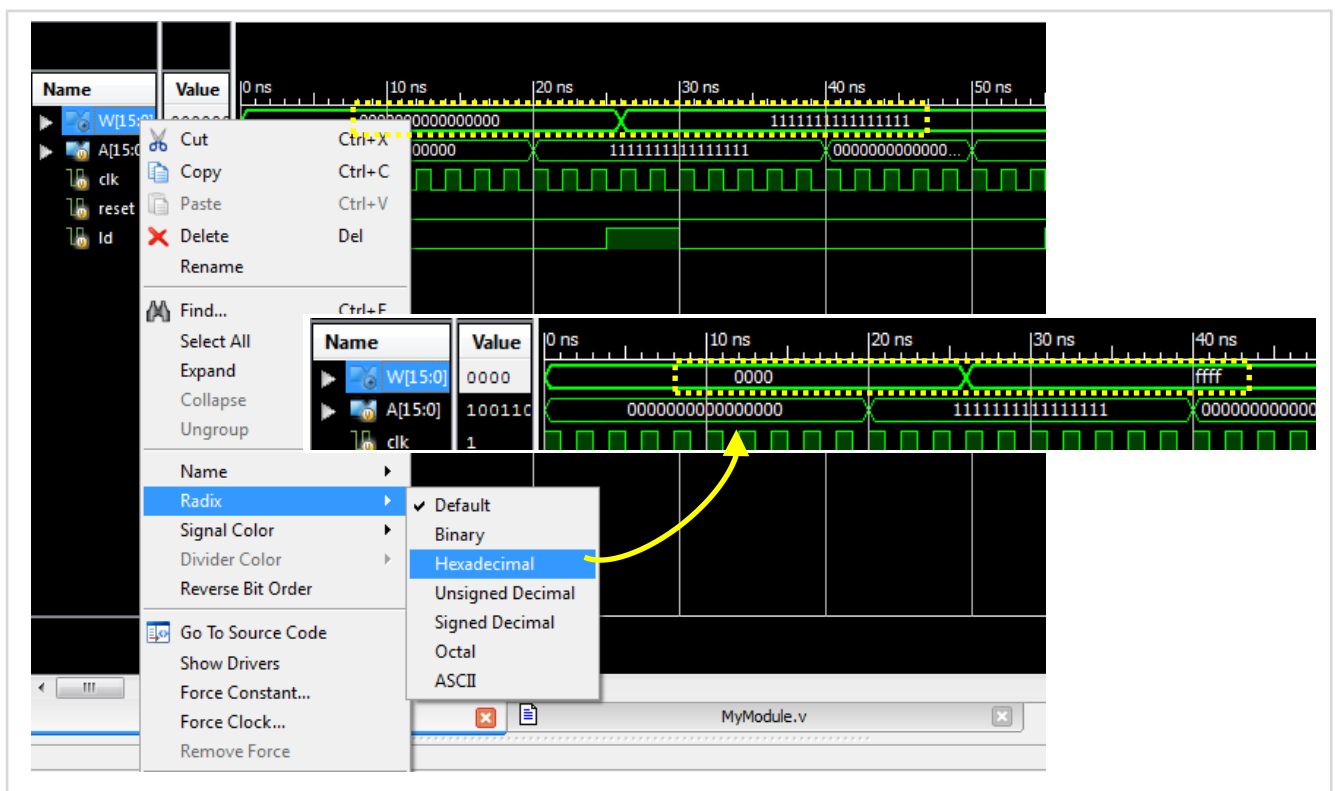 Name Value 0 ns 10 ns 20 ns 30 ns 40 ns 50 ns
W[15:0] 000000 0000000000000000 1111111111111111
A[15:0 00000 1111111111111111 0000000000000...
clk
reset
ld
Cut Ctrl+X
Copy Ctrl+C
Paste Ctrl+V
Delete Del
Rename
Find... Ctrl+F
Select All
Expand
Collapse
Ungroup
Name
Radix
Signal Color
Divider Color
Reverse Bit Order
Go To Source Code
Show Drivers
Force Constant...
Force Clock...
Remove Force
Name Value 0 ns 10 ns 20 ns 30 ns 40 ns
W[15:0] 0000 0000 ffff
A[15:0] 100110 0000000000000000 1111111111111111 000000000000
clk 1
Default
Binary
Hexadecimal
Unsigned Decimal
Signed Decimal
Octal
ASCII
MyModule.v